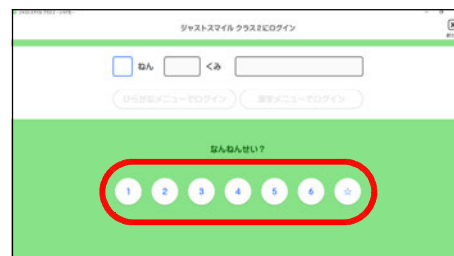 ジャストスマイル クラス2にログイン
ねん くみ
ひらがなメニューでログイン 漢字メニューでログイン
なんねんせい?
1 2 3 4 5 6 ☆